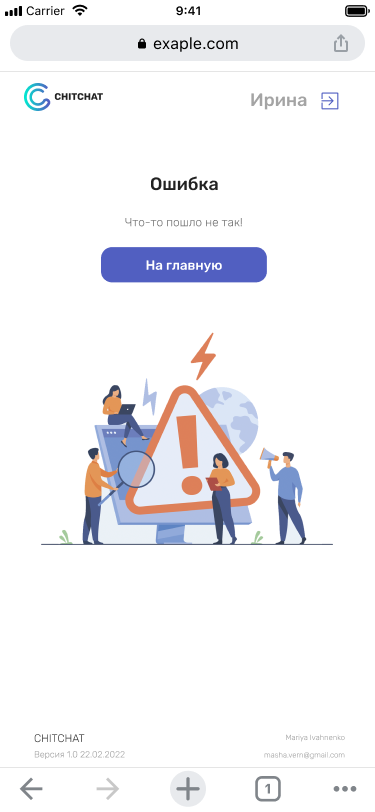 Carrier
9:41
exaple.com
CHITCHAT
Ирина
Ошибка
Что-то пошло не так!
На главную
CHITCHAT
Mariya Ivahnenko
Версия 1.0 22.02.2022
masha.vem@gmail.com
1